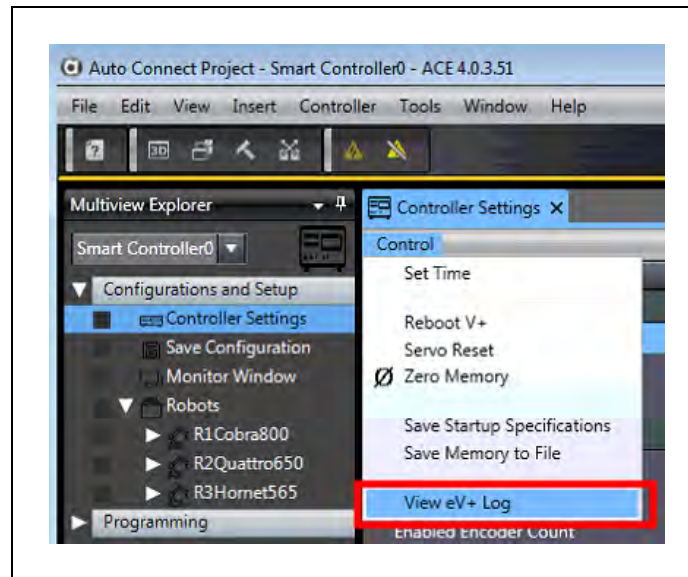 Auto Connect Project - Smart Controller0 - ACE 4.0.3.51
File Edit View Insert Controller Tools Window Help
3D
Multiview Explorer
Controller Settings
Smart Controller0
Control
Configurations and Setup
Set Time
Controller Settings
Reboot V+
Save Configuration
Servo Reset
Monitor Window
Zero Memory
Robots
R1Cobra800
Save Startup Specifications
R2Quattro650
Save Memory to File
R3Hornet565
View eV+ Log
Programming
Enabled Encoder Count